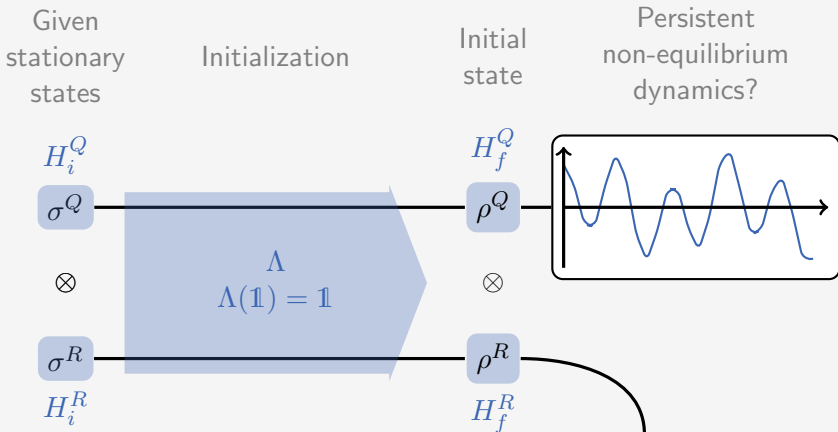 Given
stationary
states
Initialization
Initial
state
Persistent
non-equilibrium
dynamics?
H_i^Q
H_f^Q
σ^Q
ρ^Q
⊗
Λ
Λ(𝟙) = 𝟙
⊗
σ^R
ρ^R
H_i^R
H_f^R